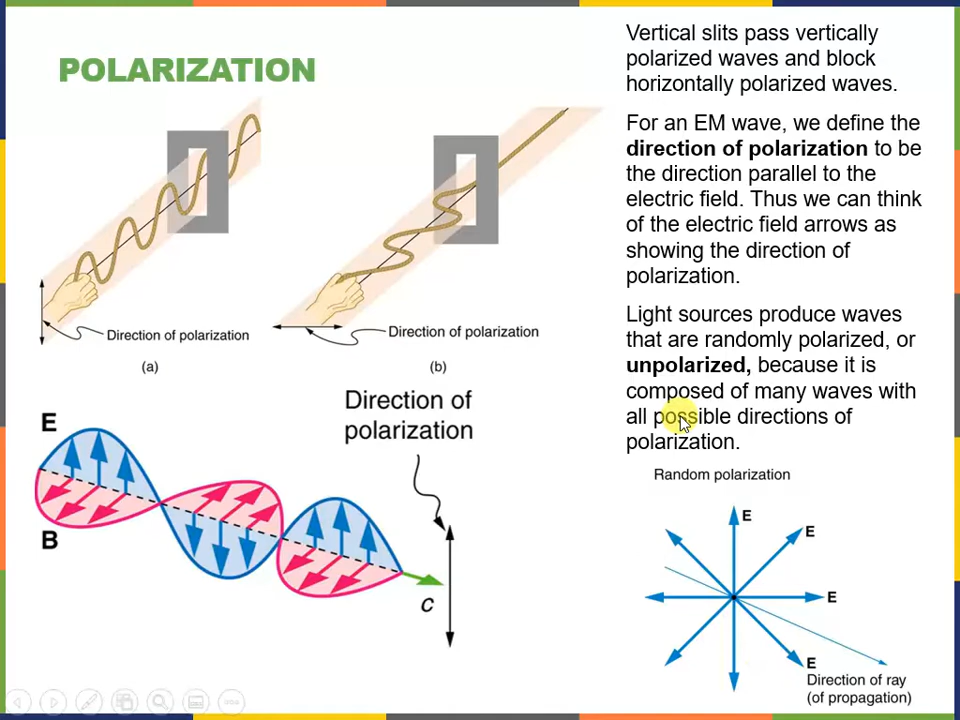 POLARIZATION
Vertical slits pass vertically
polarized waves and block
horizontally polarized waves.
For an EM wave, we define the
direction of polarization to be
the direction parallel to the
electric field. Thus we can think
of the electric field arrows as
showing the direction of
polarization.
Light sources produce waves
that are randomly polarized, or
unpolarized, because it is
composed of many waves with
all possible directions of
polarization.
Direction of polarization
(a)
Direction of polarization
(b)
Direction of
polarization
E
B
c
Random polarization
E
E
E
E
Direction of ray
(of propagation)